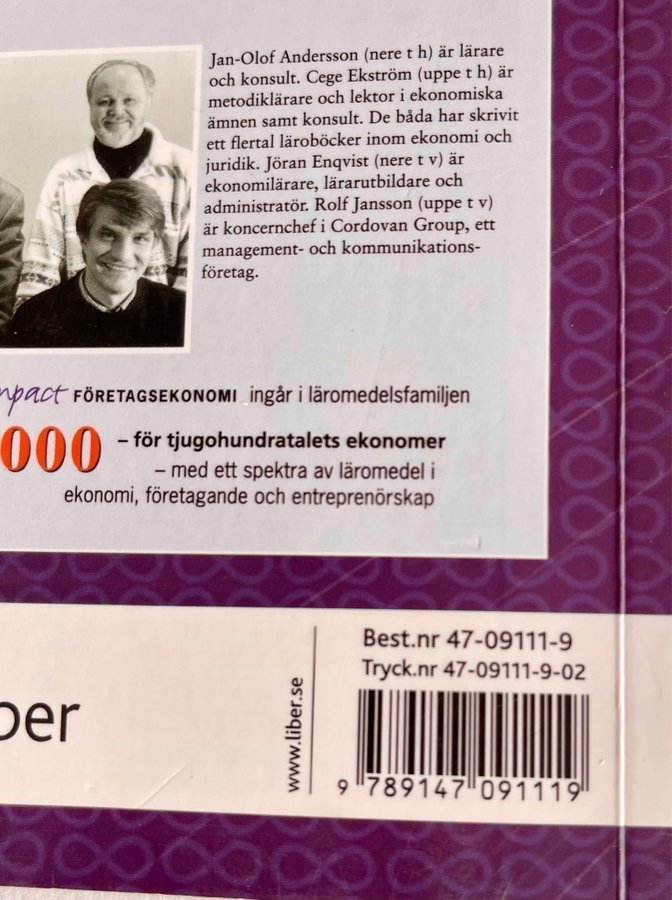 Jan-Olof Andersson (nere t h) är lärare
och konsult. Cege Ekström (uppe t h) är
metodiklärare och lektor i ekonomiska
ämnen samt konsult. De båda har skrivit
ett flertal läroböcker inom ekonomi och
juridik. Jöran Enqvist (nere t v) är
ekonomilärare, lärarutbildare och
administratör. Rolf Jansson (uppe t v)
är koncernchef i Cordovan Group, ett
management- och kommunikations-
företag.
mpact FÖRETAGSEKONOMI ingår i läromedelsfamiljen
000 – för tjugohundratalets ekonomer
– med ett spektra av läromedel i
ekonomi, företagande och entreprenörskap
ber
www.liber.se
Best.nr 47-09111-9
Tryck.nr 47-09111-9-02
9 789147 091119